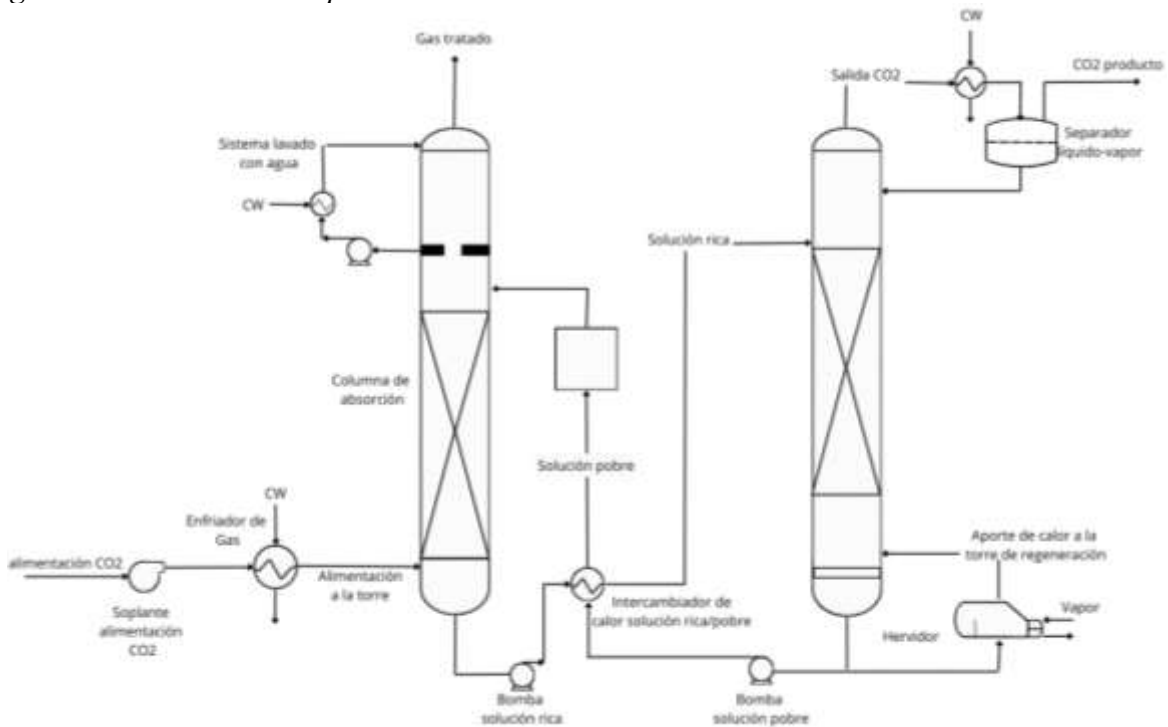 CW
Gas tratado
Salida CO2
CO2 producto
Sistema lavado
con agua
Separador
líquido-vapor
CW
Solución rica
Columna de
absorción
Solución pobre
CW
Enfriador de
Gas
Aporte de calor a la
torre de regeneración
alimentación CO2
Alimentación
a la torre
Soplante
alimentación
CO2
Intercambiador de
calor solución rica/pobre
Vapor
Hervidor
Bomba
solución rica
Bomba
solución pobre